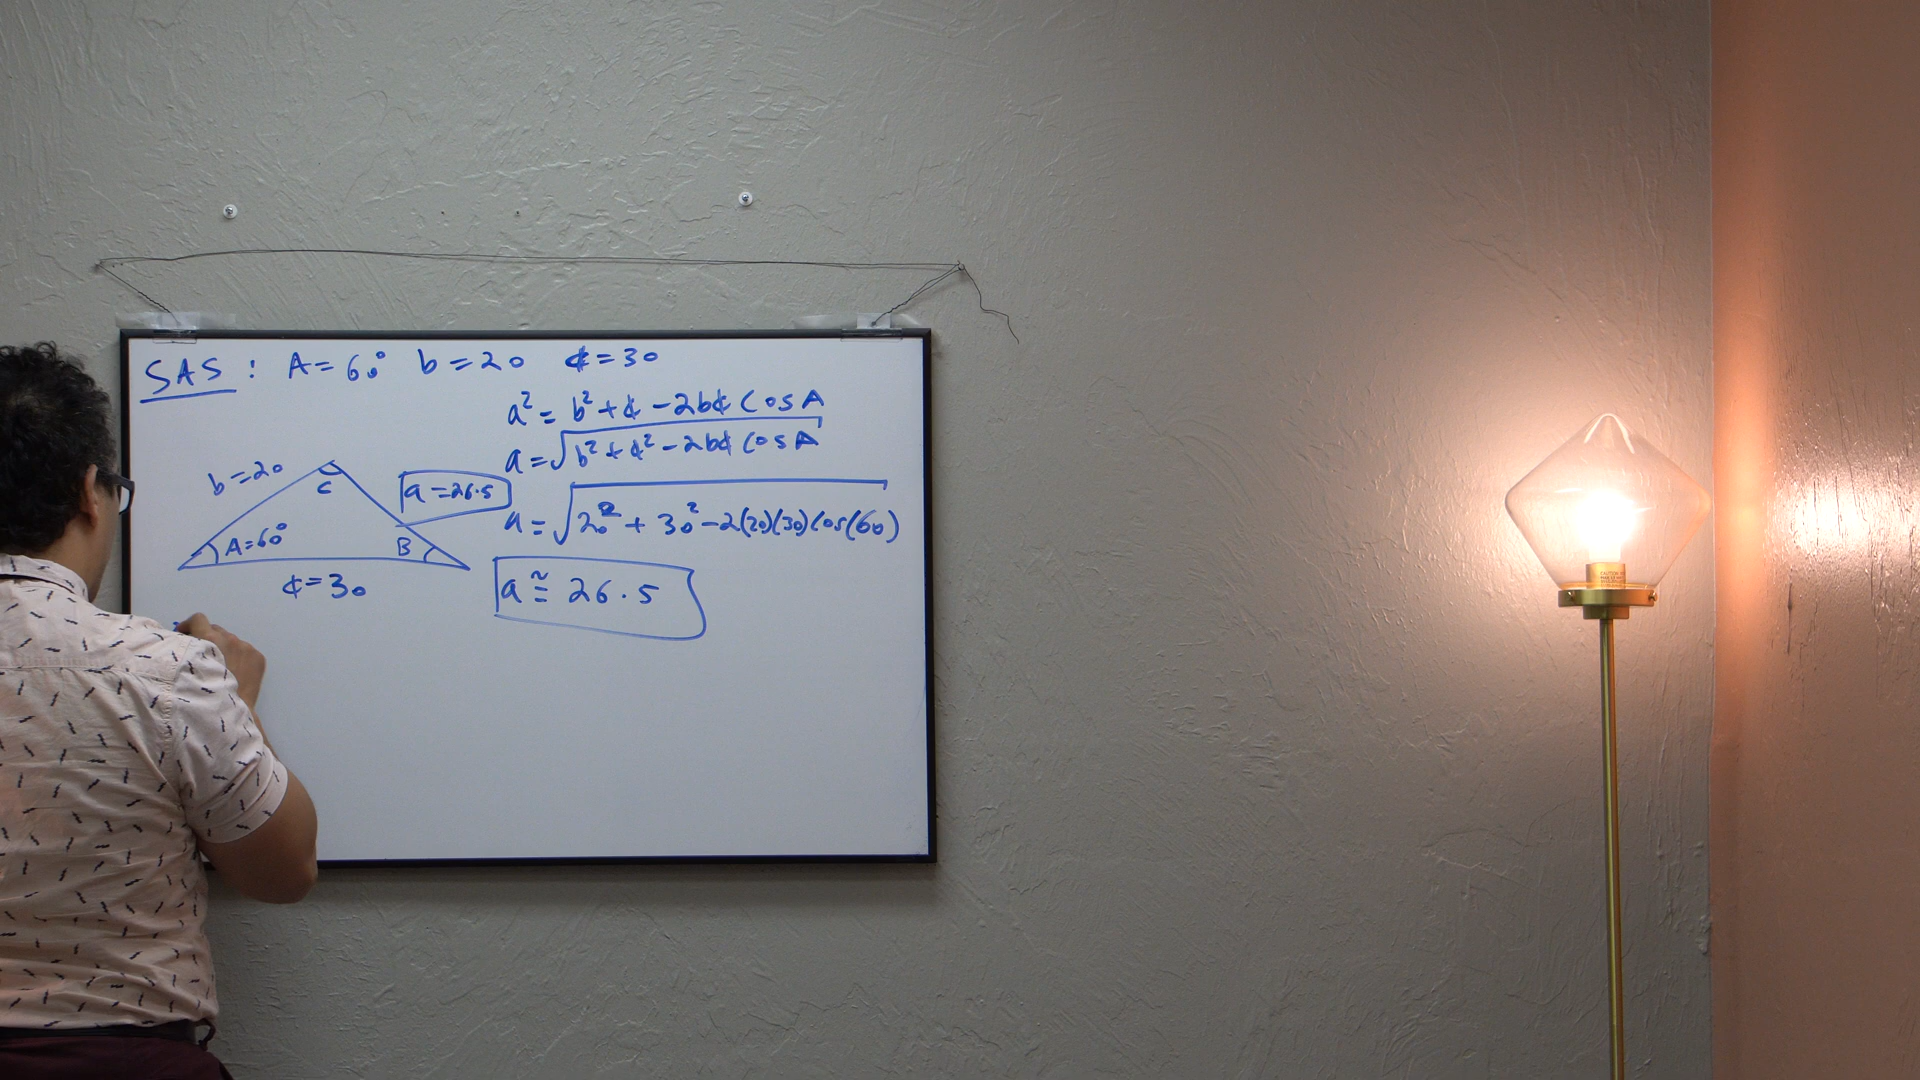 SAS : A = 60° b = 20 ¢ = 30
a² = b² + ¢ - 2b¢ Cos A
a = √b² + ¢² - 2b¢ Cos A
b = 20
C
a = 26.5
a = √20² + 30² - 2(20)(30) Cos(60)
A = 60°
B
¢ = 30
a ≅ 26.5
CAUTION